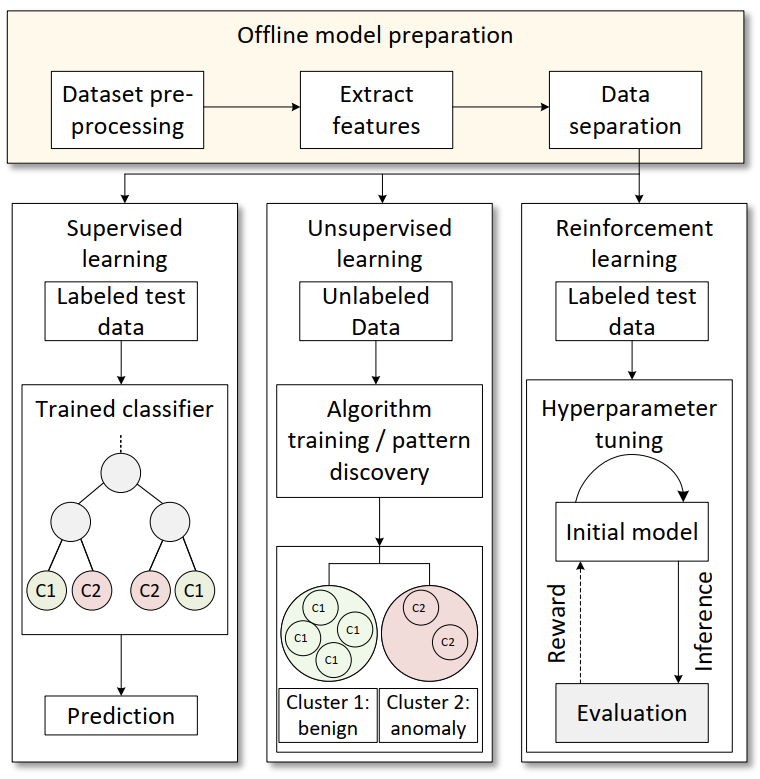 Offline model preparation
Dataset pre-
processing
Extract
features
Data
separation
Supervised
learning
Labeled test
data
Trained classifier
C1
C2
C2
C1
Prediction
Unsupervised
learning
Unlabeled
Data
Algorithm
training / pattern
discovery
C1
C1
C1
C1
C2
C2
Cluster 1:
benign
Cluster 2:
anomaly
Reinforcement
learning
Labeled test
data
Hyperparameter
tuning
Initial model
Reward
Inference
Evaluation